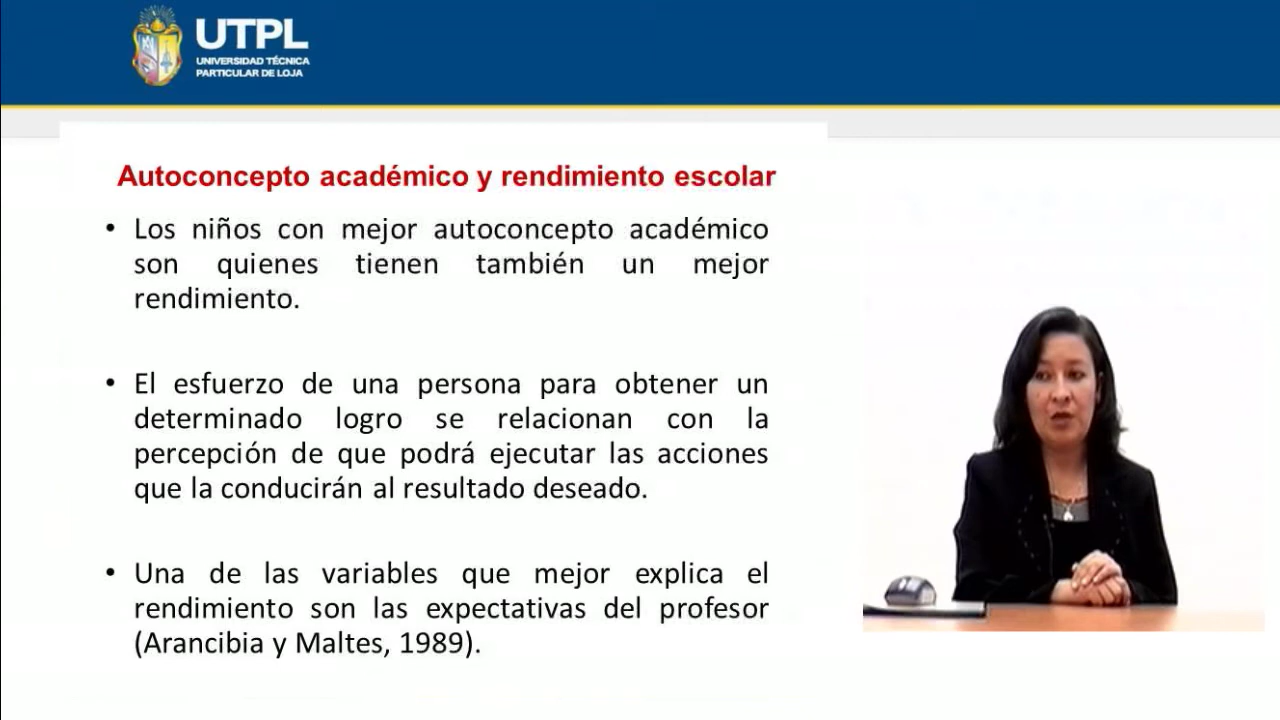 UTPL
UNIVERSIDAD TÉCNICA
PARTICULAR DE LOJA
Autoconcepto académico y rendimiento escolar
• Los niños con mejor autoconcepto académico
son quienes tienen también un mejor
rendimiento.
• El esfuerzo de una persona para obtener un
determinado logro se relacionan con la
percepción de que podrá ejecutar las acciones
que la conducirán al resultado deseado.
• Una de las variables que mejor explica el
rendimiento son las expectativas del profesor
(Arancibia y Maltes, 1989).